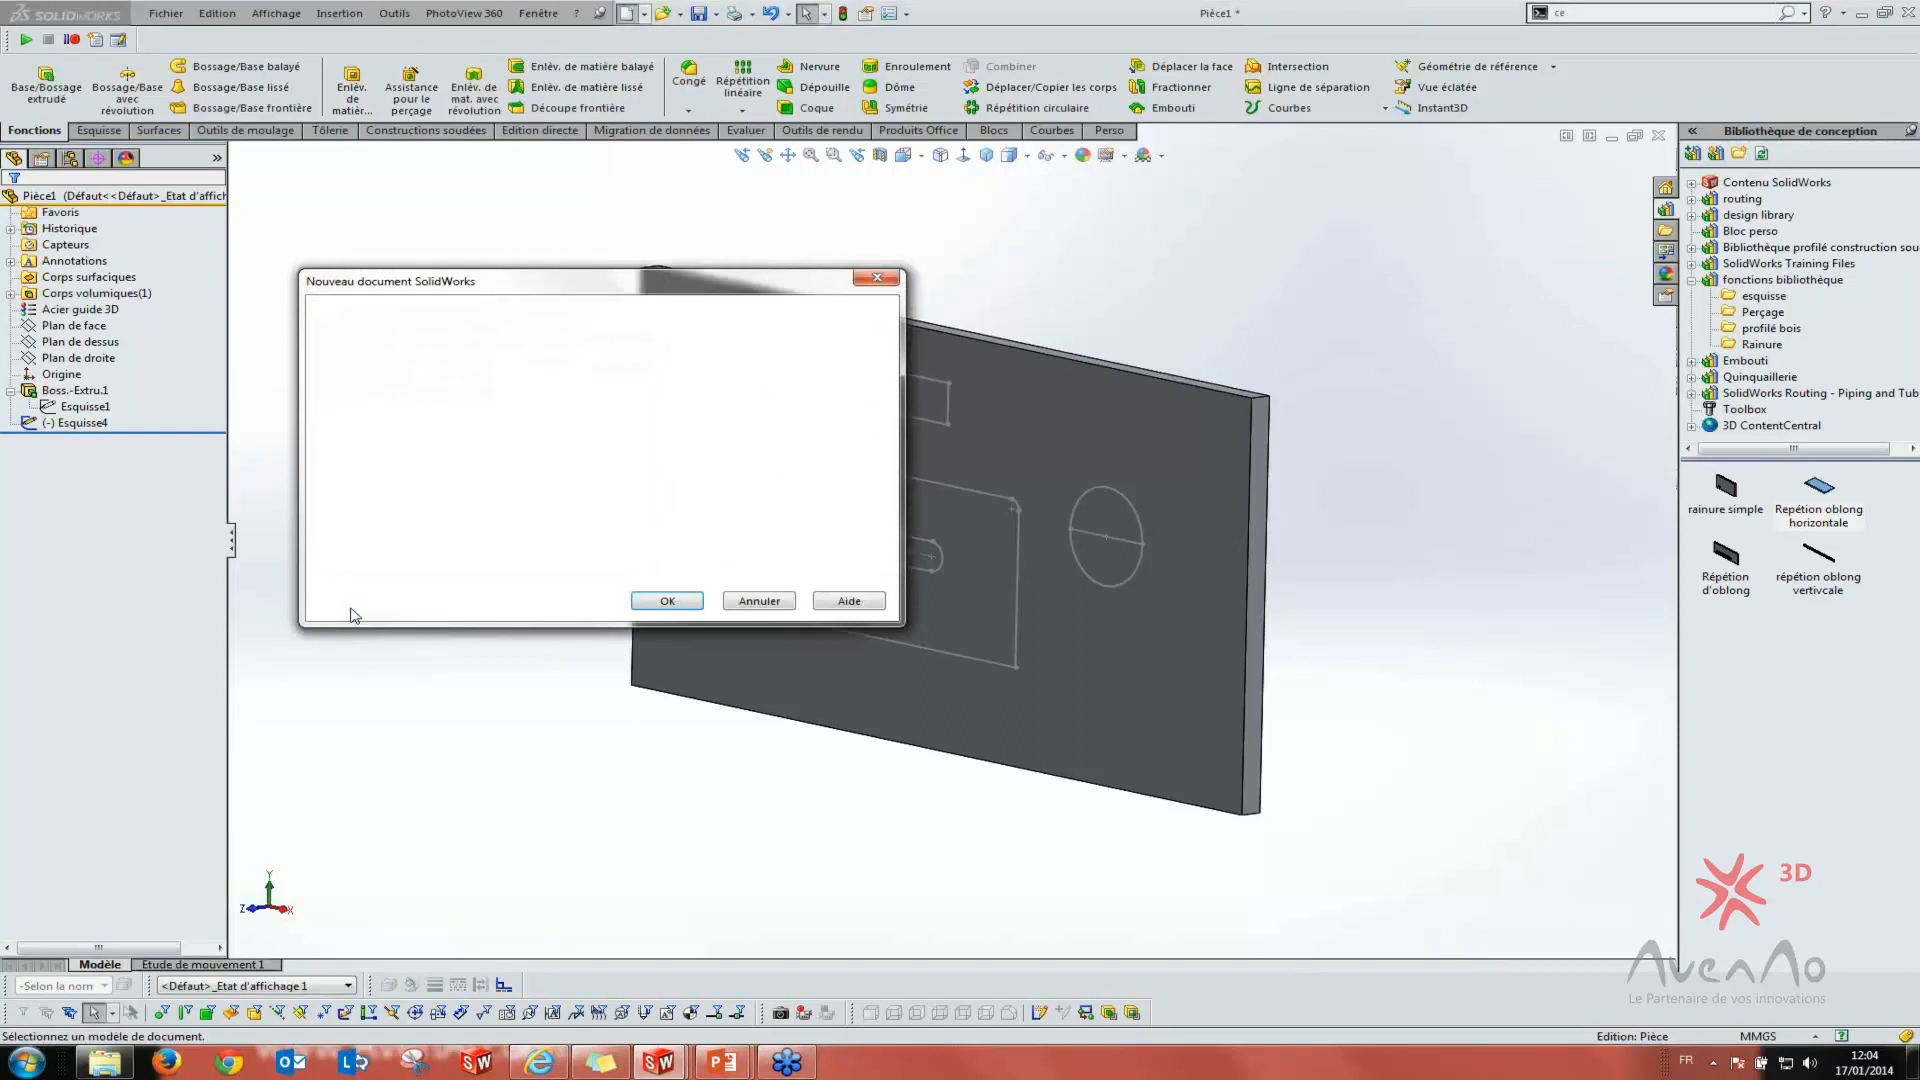 SOLIDWORKS
Fichier Edition Affichage Insertion Outils PhotoView 360 Fenêtre ?
Pièce1 *
ce
Base/Bossage extrudé
Bossage/Base avec révolution
Bossage/Base balayé
Bossage/Base lissé
Bossage/Base frontière
Enlèv. de matièr...
Assistance pour le perçage
Enlèv. de mat. avec révolution
Enlèv. de matière balayé
Enlèv. de matière lissé
Découpe frontière
Congé
Répétition linéaire
Nervure
Dépouille
Coque
Enroulement
Dôme
Symétrie
Combiner
Déplacer/Copier les corps
Répétition circulaire
Déplacer la face
Fractionner
Embouti
Intersection
Ligne de séparation
Courbes
Géométrie de référence
Vue éclatée
Instant3D
Fonctions Esquisse Surfaces Outils de moulage Tôlerie Constructions soudées Edition directe Migration de données Evaluer Outils de rendu Produits Office Blocs Courbes Perso
Pièce1 (Défaut<<Défaut>_Etat d'affich
Favoris
Historique
Capteurs
Annotations
Corps surfaciques
Corps volumiques(1)
Acier guide 3D
Plan de face
Plan de dessus
Plan de droite
Origine
Boss.-Extru.1
Esquisse1
(-) Esquisse4
Nouveau document SolidWorks
OK Annuler Aide
Y
Z
X
Bibliothèque de conception
Contenu SolidWorks
routing
design library
Bloc perso
Bibliothèque profilé construction sou
SolidWorks Training Files
fonctions bibliothèque
esquisse
Perçage
profilé bois
Rainure
Embouti
Quinquaillerie
SolidWorks Routing - Piping and Tub
Toolbox
3D ContentCentral
rainure simple
Repétion oblong horizontale
Répétion d'oblong
répétion oblong vertivcale
3D
AvenAo
Le Partenaire de vos innovations
Modèle Etude de mouvement 1
-Selon la norn
<Défaut>_Etat d'affichage 1
Sélectionnez un modèle de document.
Edition: Pièce
MMGS
FR
12:04
17/01/2014